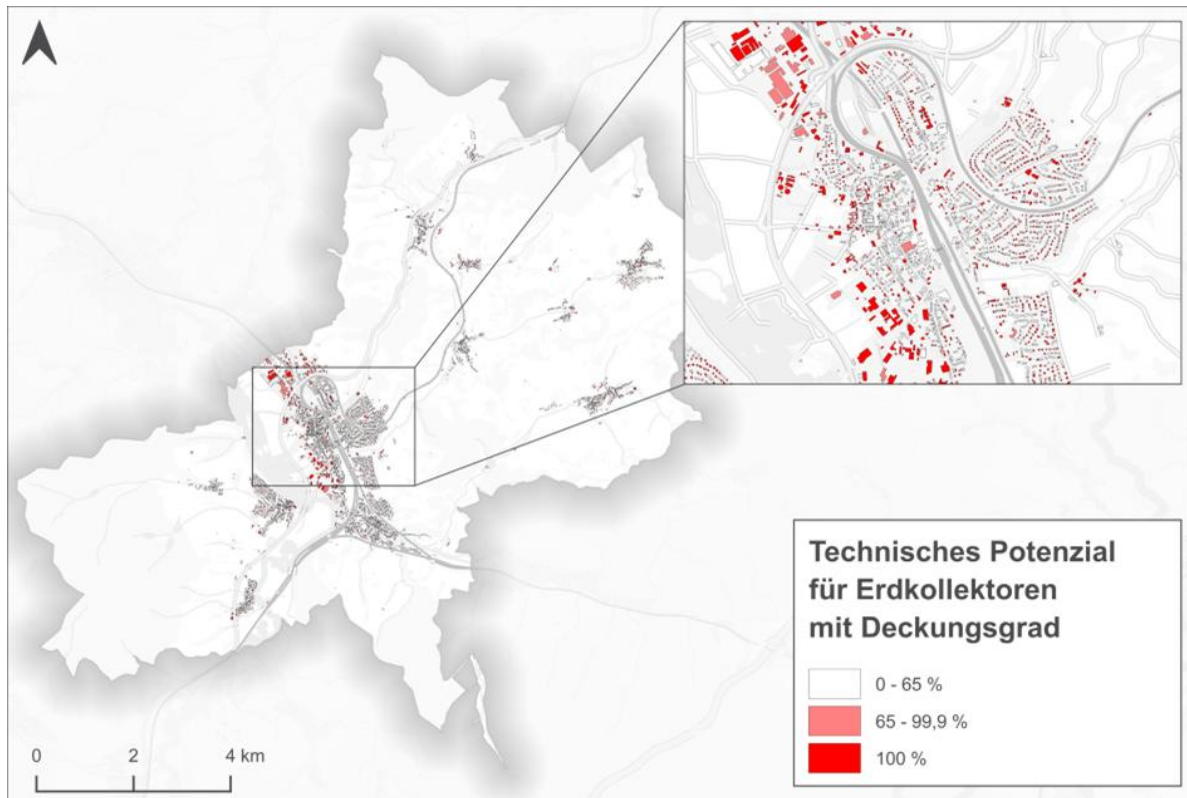 Technisches Potenzial
für Erdkollektoren
mit Deckungsgrad
0 - 65 %
65 - 99,9 %
100 %
0 2 4 km